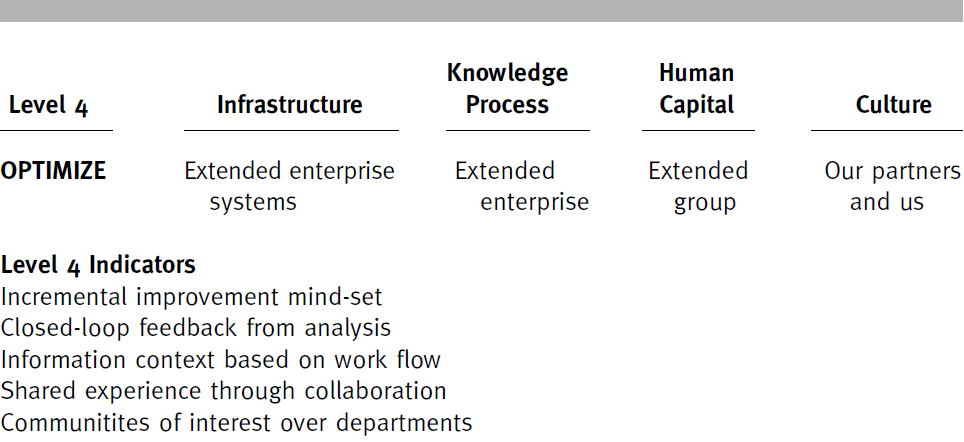 Knowledge Human
Level 4 Infrastructure Process Capital Culture
OPTIMIZE Extended enterprise Extended Extended Our partners
systems enterprise group and us
Level 4 Indicators
Incremental improvement mind-set
Closed-loop feedback from analysis
Information context based on work flow
Shared experience through collaboration
Communitites of interest over departments